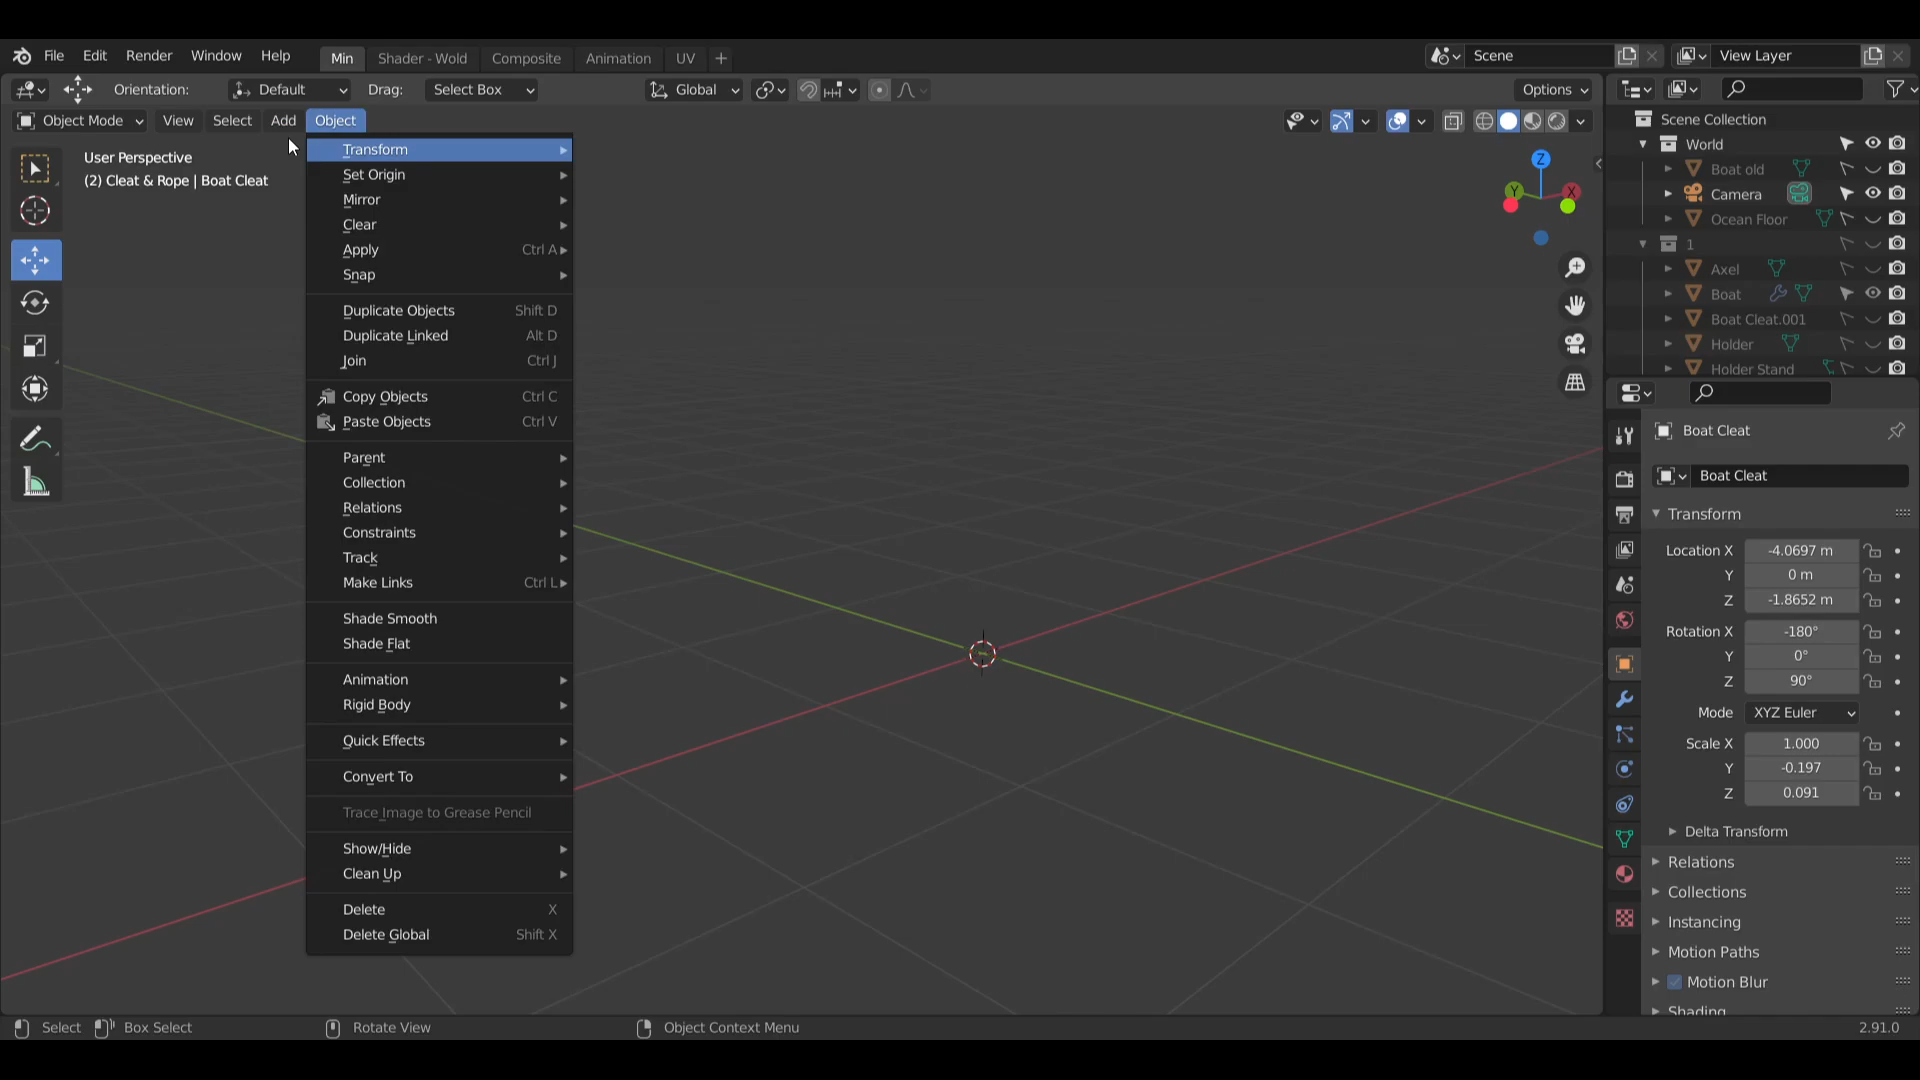 File Edit Render Window Help Min Shader - Wold Composite Animation UV + Scene View Layer
Orientation: Default Drag: Select Box Global Options
Object Mode View Select Add Object
User Perspective
(2) Cleat & Rope | Boat Cleat
Transform
Set Origin
Mirror
Clear
Apply Ctrl A
Snap
Duplicate Objects Shift D
Duplicate Linked Alt D
Join Ctrl J
Copy Objects Ctrl C
Paste Objects Ctrl V
Parent
Collection
Relations
Constraints
Track
Make Links Ctrl L
Shade Smooth
Shade Flat
Animation
Rigid Body
Quick Effects
Convert To
Trace Image to Grease Pencil
Show/Hide
Clean Up
Delete X
Delete Global Shift X
Z
Y X
Scene Collection
World
Boat old
Camera
Ocean Floor
1
Axel
Boat
Boat Cleat.001
Holder
Holder Stand
Boat Cleat
Boat Cleat
Transform
Location X -4.0697 m
Y 0 m
Z -1.8652 m
Rotation X -180°
Y 0°
Z 90°
Mode XYZ Euler
Scale X 1.000
Y -0.197
Z 0.091
Delta Transform
Relations
Collections
Instancing
Motion Paths
Motion Blur
Shading
Select Box Select Rotate View Object Context Menu 2.91.0